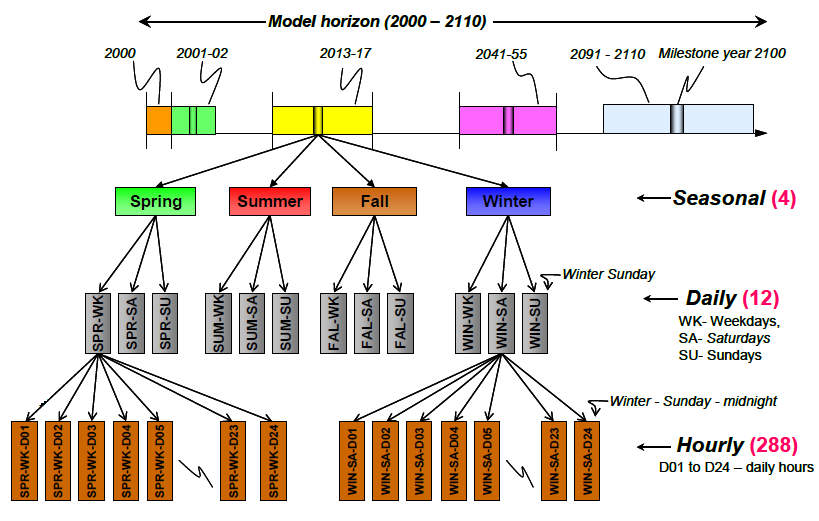 Model horizon (2000 – 2110)
2000
2001-02
2013-17
2041-55
2091 - 2110
Milestone year 2100
Spring
Summer
Fall
Winter
Seasonal (4)
Winter Sunday
SPR-WK
SPR-SA
SPR-SU
SUM-WK
SUM-SA
SUM-SU
FAL-WK
FAL-SA
FAL-SU
WIN-WK
WIN-SA
WIN-SU
Daily (12)
WK- Weekdays,
SA- Saturdays
SU- Sundays
Winter - Sunday - midnight
SPR-WK-D01
SPR-WK-D02
SPR-WK-D03
SPR-WK-D04
SPR-WK-D05
SPR-WK-D23
SPR-WK-D24
WIN-SA-D01
WIN-SA-D02
WIN-SA-D03
WIN-SA-D04
WIN-SA-D05
WIN-SA-D23
WIN-SA-D24
Hourly (288)
D01 to D24 – daily hours